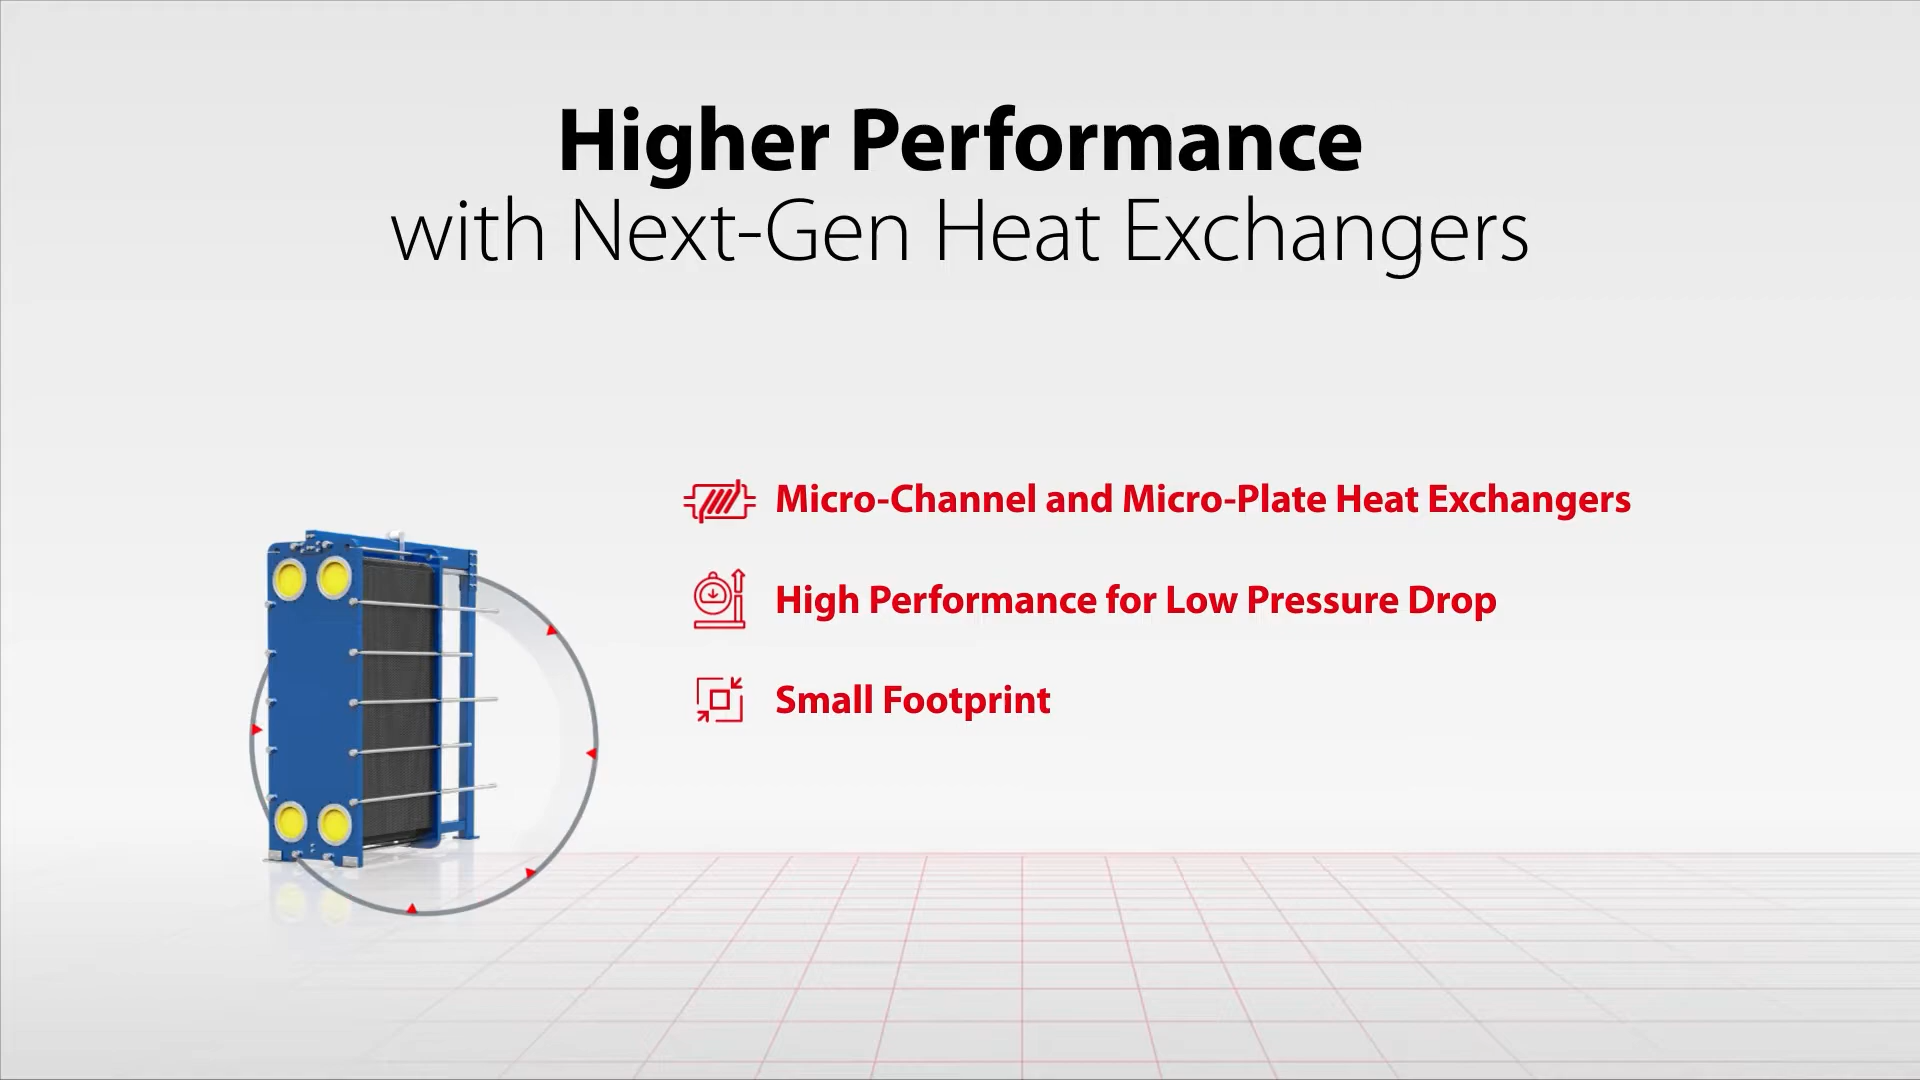 Higher Performance
with Next-Gen Heat Exchangers
Micro-Channel and Micro-Plate Heat Exchangers
High Performance for Low Pressure Drop
Small Footprint